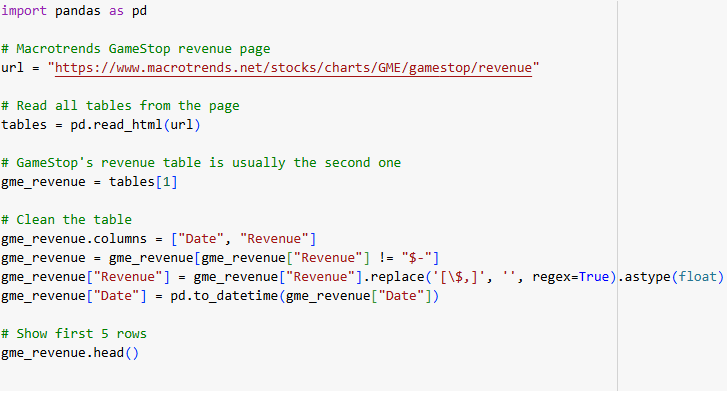 import pandas as pd
# Macrotrends GameStop revenue page
url = "https://www.macrotrends.net/stocks/charts/GME/gamestop/revenue"
# Read all tables from the page
tables = pd.read_html(url)
# GameStop's revenue table is usually the second one
gme_revenue = tables[1]
# Clean the table
gme_revenue.columns = ["Date", "Revenue"]
gme_revenue = gme_revenue[gme_revenue["Revenue"] != "$-"]
gme_revenue["Revenue"] = gme_revenue["Revenue"].replace('[\$,]', '', regex=True).astype(float)
gme_revenue["Date"] = pd.to_datetime(gme_revenue["Date"])
# Show first 5 rows
gme_revenue.head()